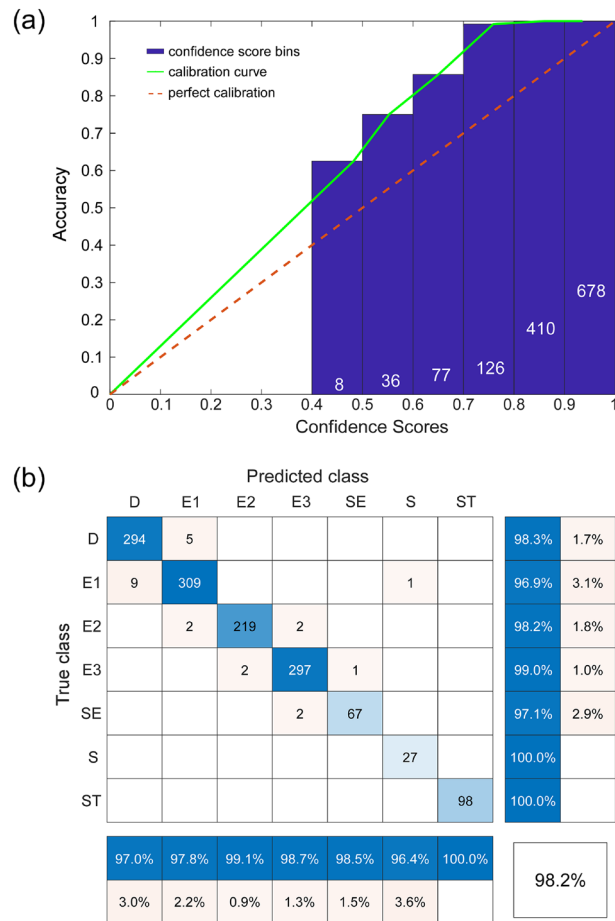 (a)
1
0.9
0.8
0.7
0.6
0.5
0.4
0.3
0.2
0.1
0
Accuracy
confidence score bins
calibration curve
perfect calibration
8 36 77 126 410 678
0 0.1 0.2 0.3 0.4 0.5 0.6 0.7 0.8 0.9 1
Confidence Scores
(b)
Predicted class
D E1 E2 E3 SE S ST
True class
D 294 5 98.3% 1.7%
E1 9 309 1 96.9% 3.1%
E2 2 219 2 98.2% 1.8%
E3 2 297 1 99.0% 1.0%
SE 2 67 97.1% 2.9%
S 27 100.0%
ST 98 100.0%
97.0% 97.8% 99.1% 98.7% 98.5% 96.4% 100.0%
3.0% 2.2% 0.9% 1.3% 1.5% 3.6%
98.2%